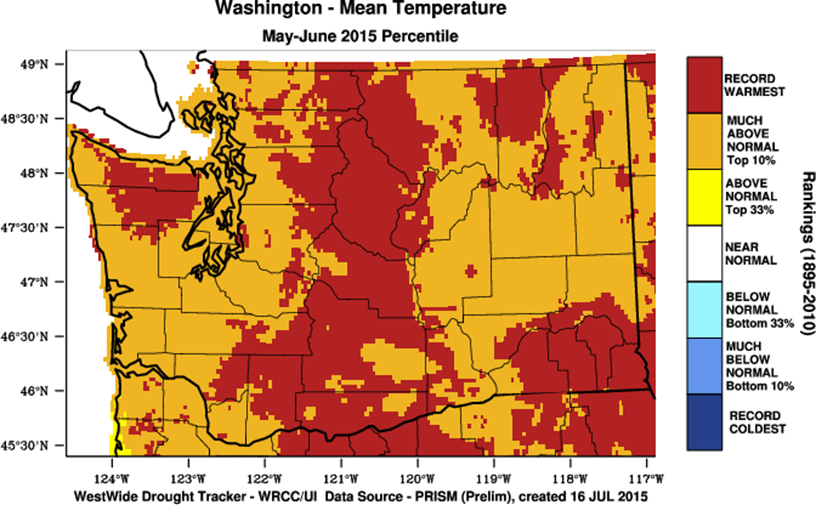 Washington - Mean Temperature
May-June 2015 Percentile
49°N
48°30'N
48°N
47°30'N
47°N
46°30'N
46°N
45°30'N
124°W
123°W
122°W
121°W
120°W
119°W
118°W
117°W
RECORD
WARMEST
MUCH
ABOVE
NORMAL
Top 10%
ABOVE
NORMAL
Top 33%
NEAR
NORMAL
BELOW
NORMAL
Bottom 33%
MUCH
BELOW
NORMAL
Bottom 10%
RECORD
COLDEST
Rankings (1895-2010)
WestWide Drought Tracker - WRCC/UI Data Source - PRISM (Prelim), created 16 JUL 2015